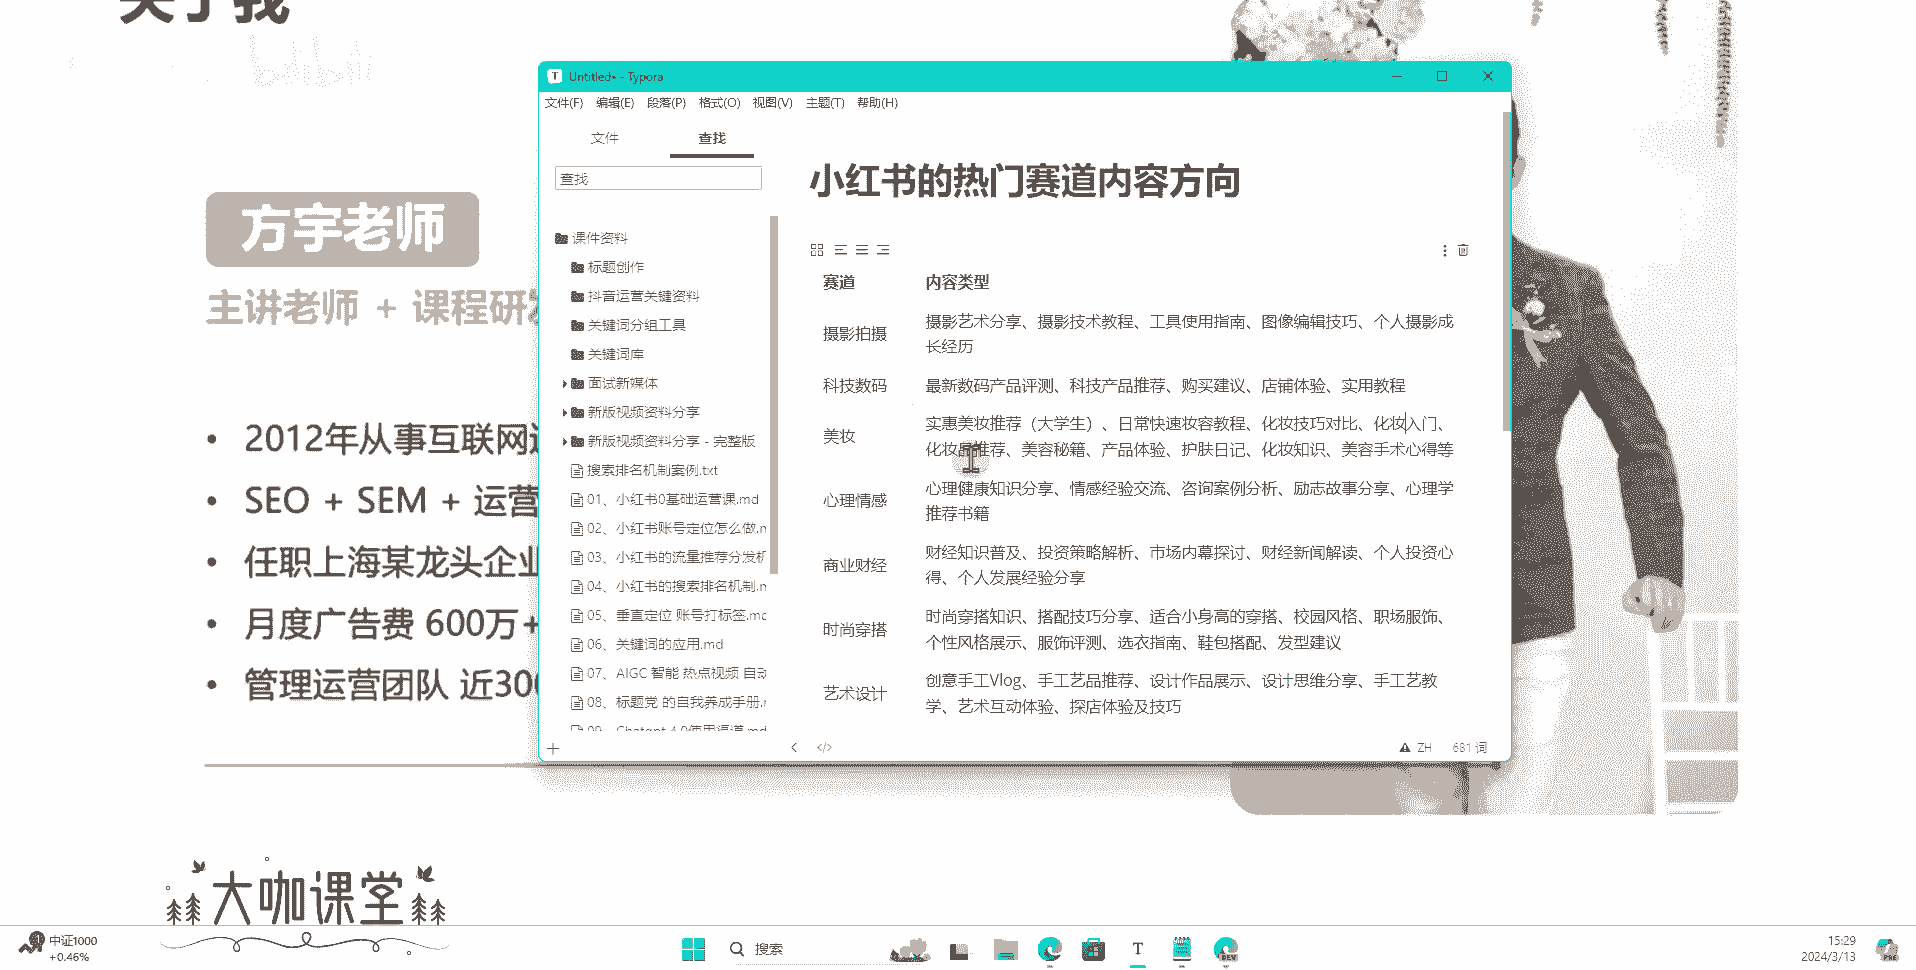 关于我
bilibili
方宇老师
主讲老师 + 课程研发
• 2012年从事互联网运
• SEO + SEM + 运营
• 任职上海某龙头企业
• 月度广告费 600万+
• 管理运营团队 近300
大咖课堂
Untitled• - Typora
文件(F) 编辑(E) 段落(P) 格式(O) 视图(V) 主题(T) 帮助(H)
文件 查找
查找
课件资料
标题创作
抖音运营关键资料
关键词分组工具
关键词库
面试新媒体
新版视频资料分享
新版视频资料分享 - 完整版
搜索排名机制案例.txt
01、小红书0基础运营课.md
02、小红书账号定位怎么做.m
03、小红书的流量推荐分发机
04、小红书的搜索排名机制.m
05、垂直定位 账号打标签.md
06、关键词的应用.md
07、AIGC 智能 热点视频 自动
08、标题党 的自我养成手册.m
09、Chatgpt 4.0使用渠道.md
小红书的热门赛道内容方向
赛道 内容类型
摄影拍摄 摄影艺术分享、摄影技术教程、工具使用指南、图像编辑技巧、个人摄影成
长经历
科技数码 最新数码产品评测、科技产品推荐、购买建议、店铺体验、实用教程
美妆 实惠美妆推荐（大学生）、日常快速妆容教程、化妆技巧对比、化妆入门、
化妆品推荐、美容秘籍、产品体验、护肤日记、化妆知识、美容手术心得等
心理情感 心理健康知识分享、情感经验交流、咨询案例分析、励志故事分享、心理学
推荐书籍
商业财经 财经知识普及、投资策略解析、市场内幕探讨、财经新闻解读、个人投资心
得、个人发展经验分享
时尚穿搭 时尚穿搭知识、搭配技巧分享、适合小身高的穿搭、校园风格、职场服饰、
个性风格展示、服饰评测、选衣指南、鞋包搭配、发型建议
艺术设计 创意手工Vlog、手工艺品推荐、设计作品展示、设计思维分享、手工艺教
学、艺术互动体验、探店体验及技巧
ZH 681 词
中证1000
+0.46%
搜索
T
DEV
15:29
2024/3/13
PRE